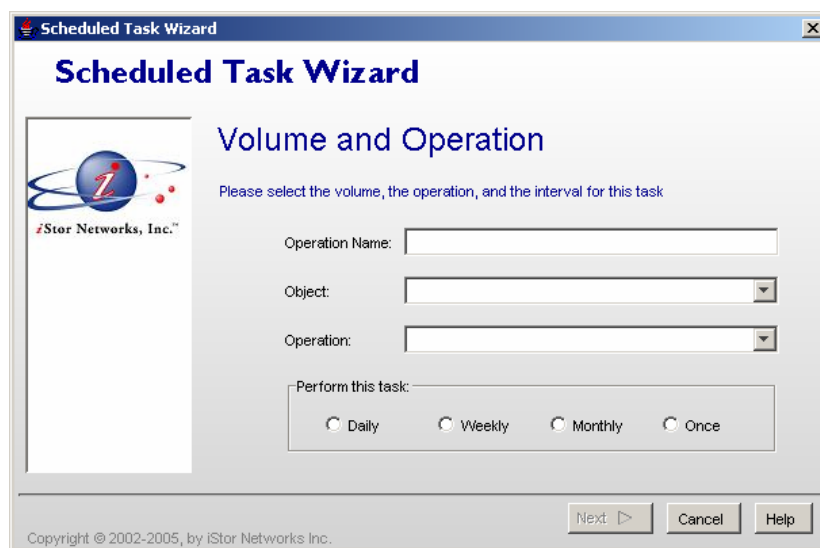 Scheduled Task Wizard
Scheduled Task Wizard
i
iStor Networks, Inc.™
Volume and Operation
Please select the volume, the operation, and the interval for this task
Operation Name:
Object:
Operation:
Perform this task:
Daily Weekly Monthly Once
Next Cancel Help
Copyright © 2002-2005, by iStor Networks Inc.